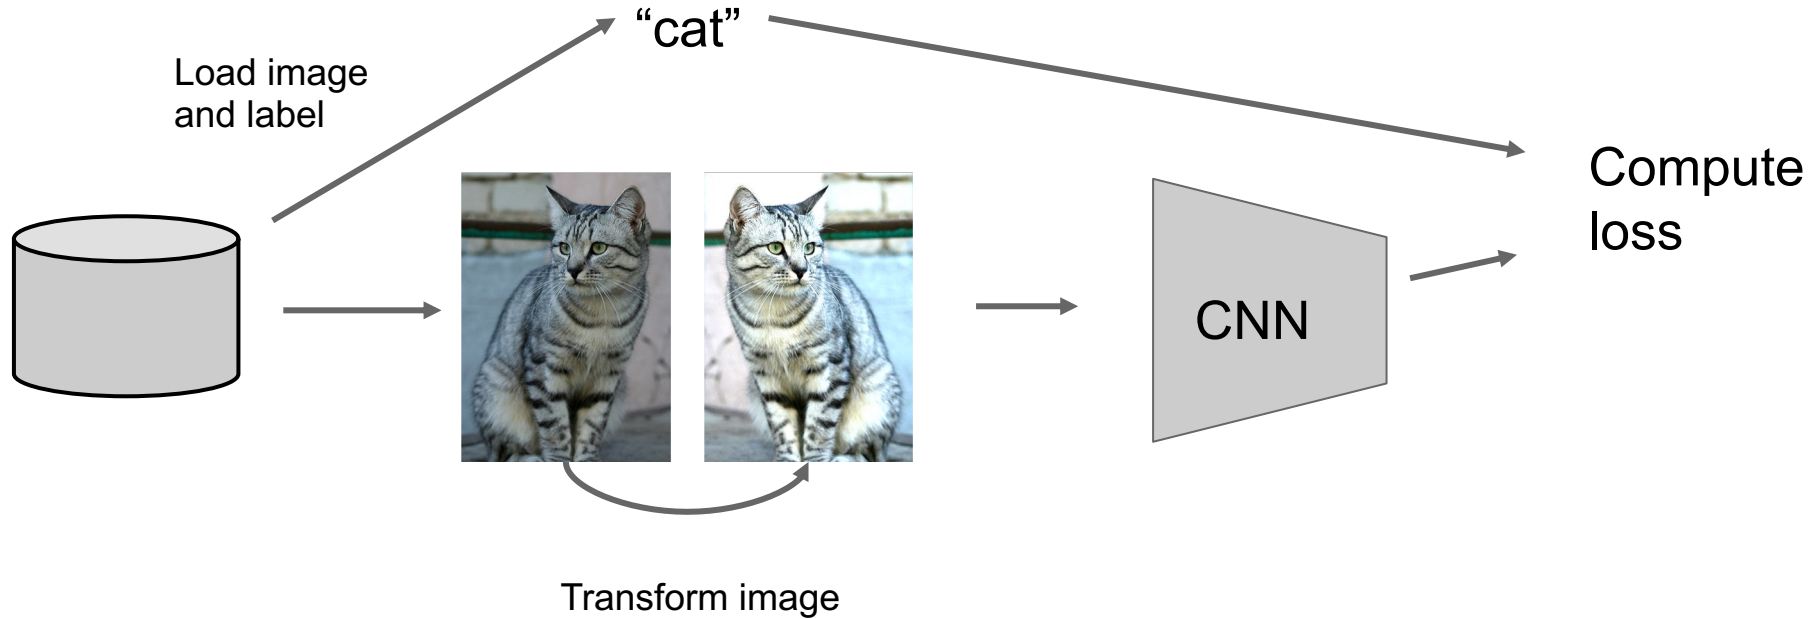 “cat”
Load image
and label
Compute
loss
CNN
Transform image